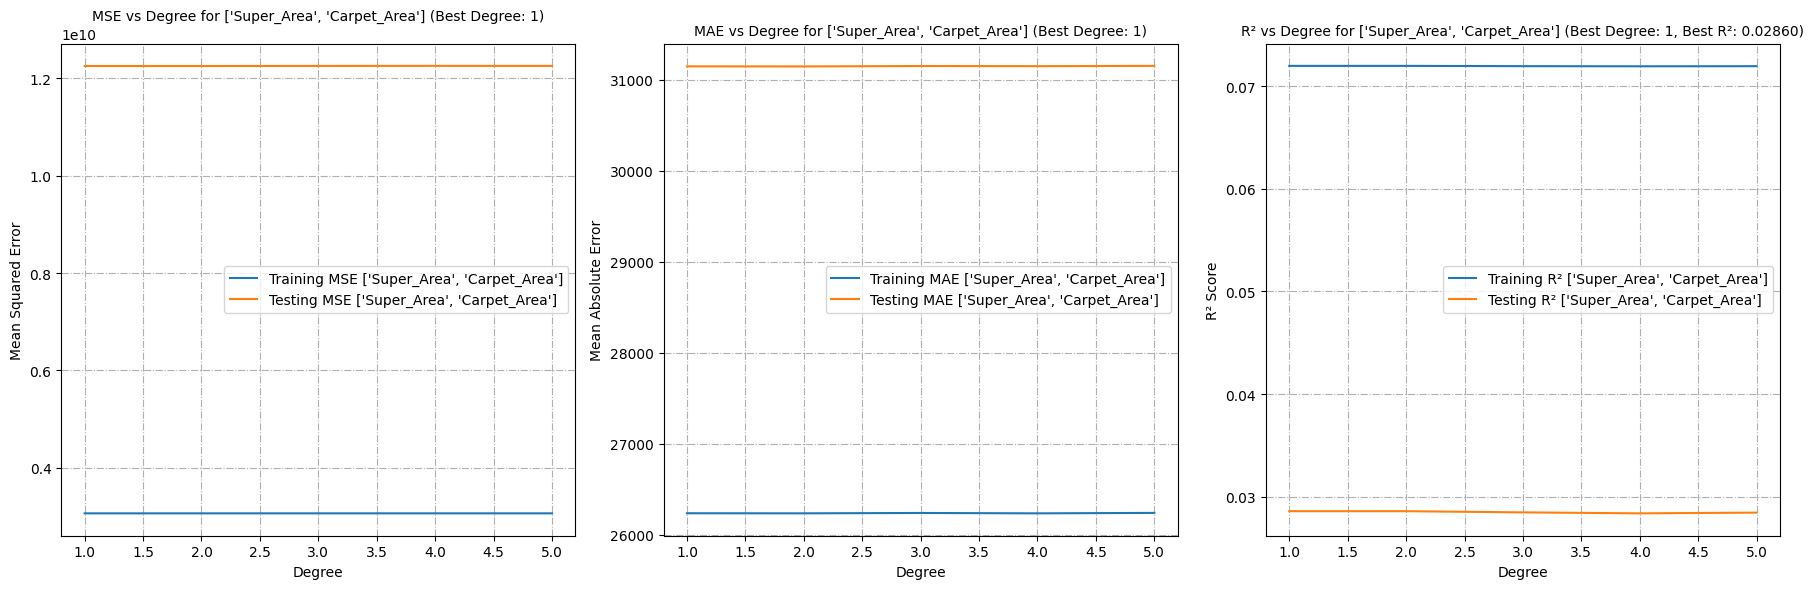 MSE vs Degree for ['Super_Area', 'Carpet_Area'] (Best Degree: 1)
1e10
1.2
1.0
0.8
0.6
0.4
Mean Squared Error
Training MSE ['Super_Area', 'Carpet_Area']
Testing MSE ['Super_Area', 'Carpet_Area']
1.0 1.5 2.0 2.5 3.0 3.5 4.0 4.5 5.0
Degree
MAE vs Degree for ['Super_Area', 'Carpet_Area'] (Best Degree: 1)
31000
30000
29000
28000
27000
26000
Mean Absolute Error
Training MAE ['Super_Area', 'Carpet_Area']
Testing MAE ['Super_Area', 'Carpet_Area']
1.0 1.5 2.0 2.5 3.0 3.5 4.0 4.5 5.0
Degree
R² vs Degree for ['Super_Area', 'Carpet_Area'] (Best Degree: 1, Best R²: 0.02860)
0.07
0.06
0.05
0.04
0.03
R² Score
Training R² ['Super_Area', 'Carpet_Area']
Testing R² ['Super_Area', 'Carpet_Area']
1.0 1.5 2.0 2.5 3.0 3.5 4.0 4.5 5.0
Degree